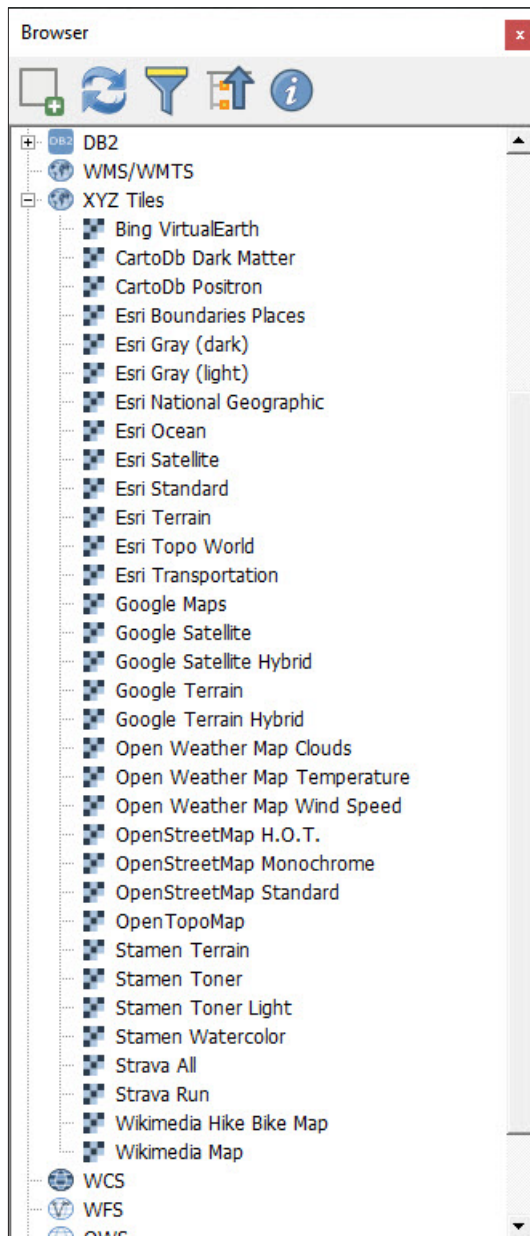 Browser
x
DB2 DB2
WMS/WMTS
XYZ Tiles
Bing VirtualEarth
CartoDb Dark Matter
CartoDb Positron
Esri Boundaries Places
Esri Gray (dark)
Esri Gray (light)
Esri National Geographic
Esri Ocean
Esri Satellite
Esri Standard
Esri Terrain
Esri Topo World
Esri Transportation
Google Maps
Google Satellite
Google Satellite Hybrid
Google Terrain
Google Terrain Hybrid
Open Weather Map Clouds
Open Weather Map Temperature
Open Weather Map Wind Speed
OpenStreetMap H.O.T.
OpenStreetMap Monochrome
OpenStreetMap Standard
OpenTopoMap
Stamen Terrain
Stamen Toner
Stamen Toner Light
Stamen Watercolor
Strava All
Strava Run
Wikimedia Hike Bike Map
Wikimedia Map
WCS
WFS